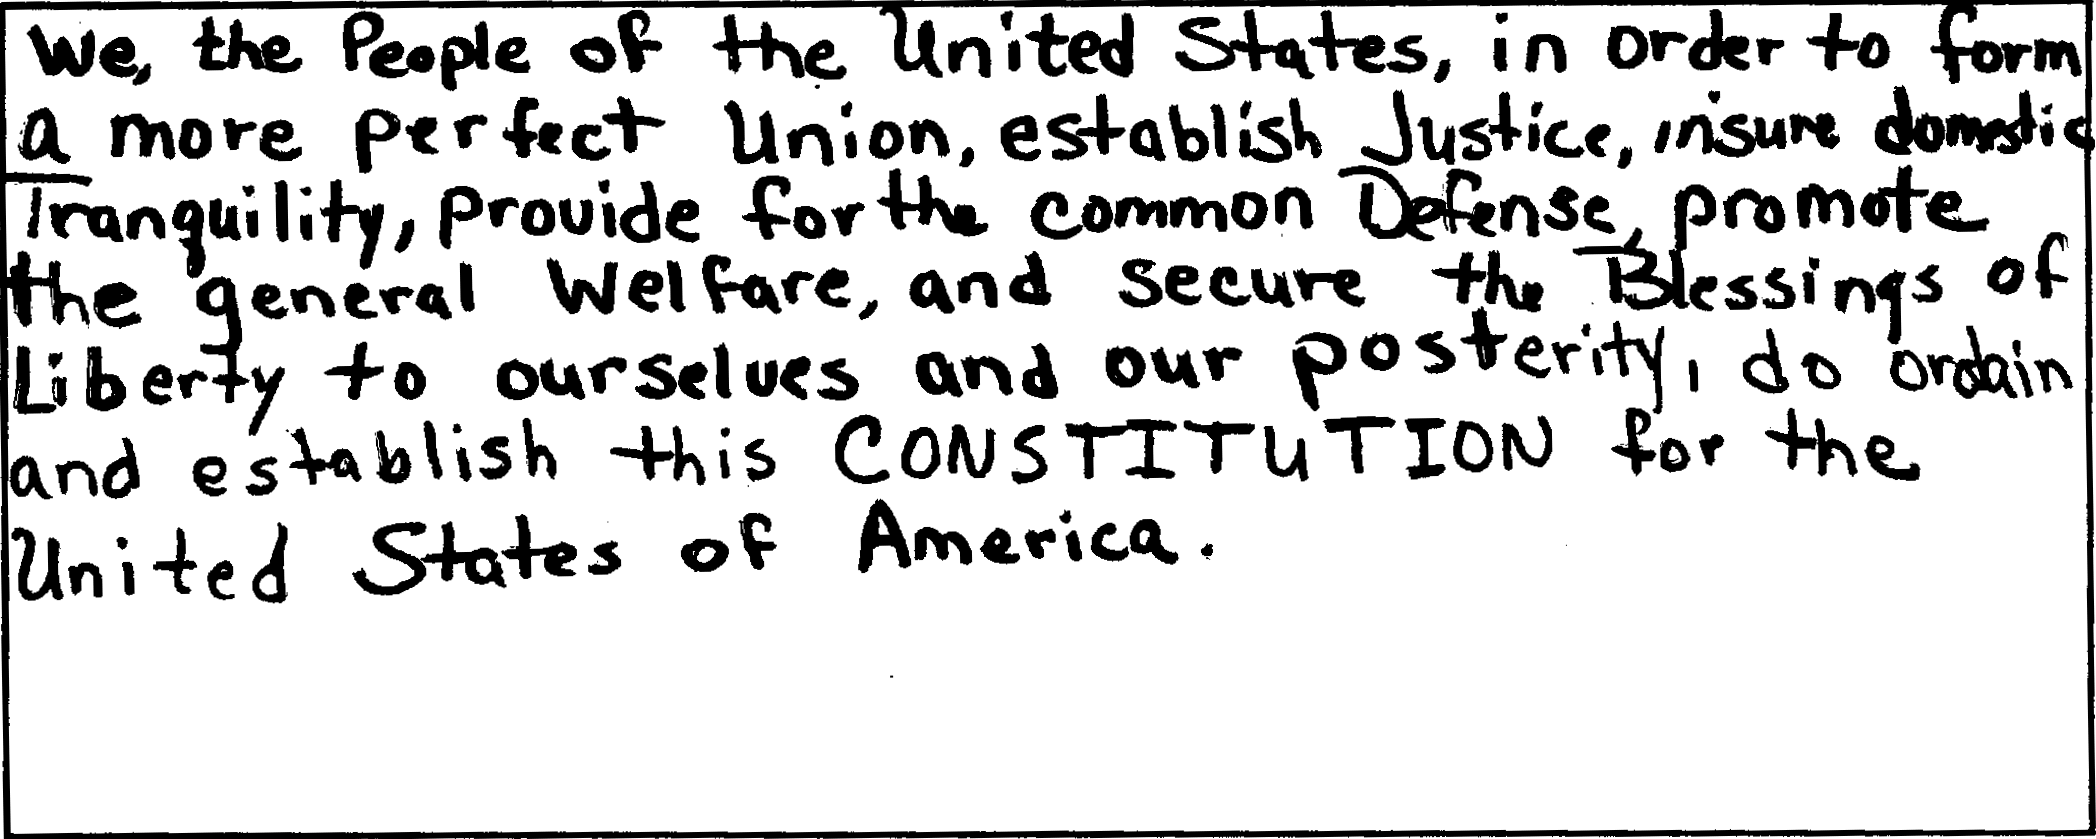 We, the People of the United States, in order to form
a more perfect Union, establish Justice, insure domestic
Tranquility, provide for the common Defense, promote
the general Welfare, and secure the Blessings of
Liberty to ourselves and our posterity, do ordain
and establish this CONSTITUTION for the
United States of America.